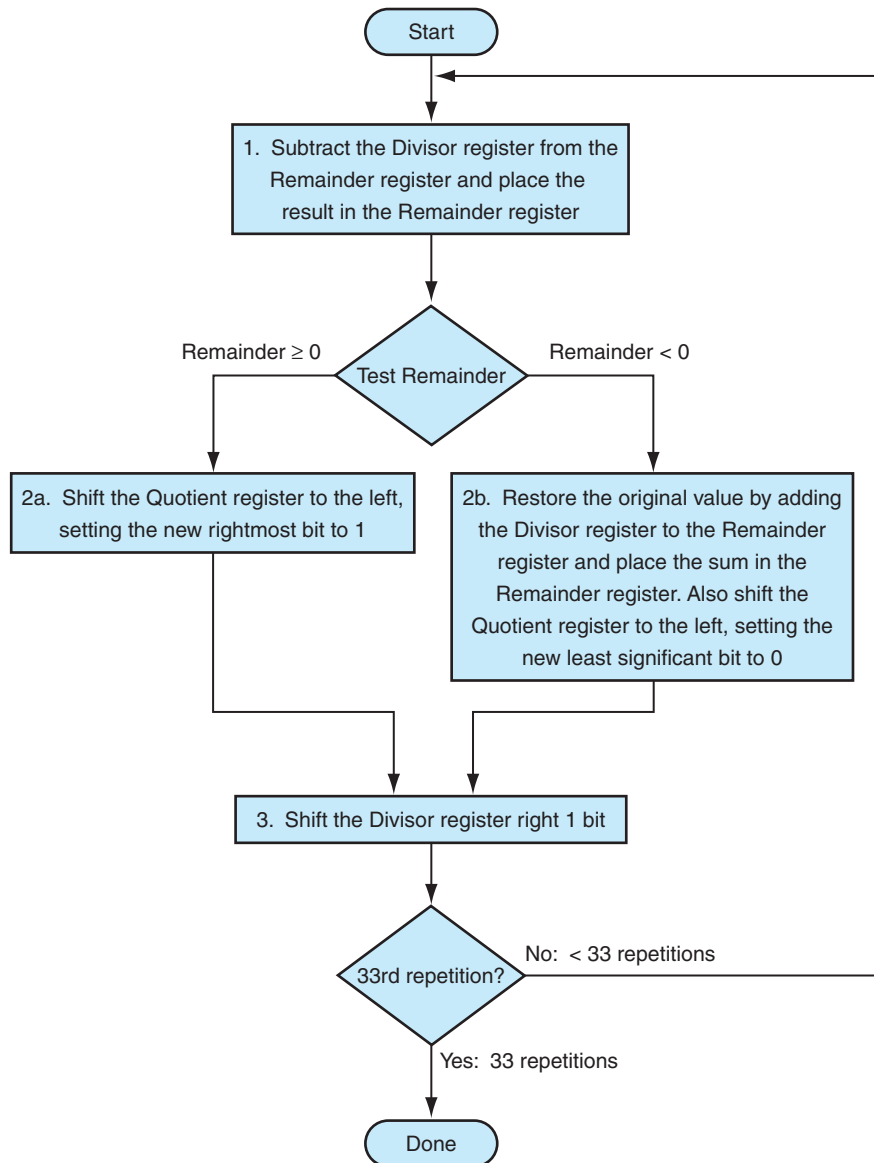 Start
1. Subtract the Divisor register from the
Remainder register and place the
result in the Remainder register
Remainder ≥ 0
Remainder < 0
Test Remainder
2a. Shift the Quotient register to the left,
setting the new rightmost bit to 1
2b. Restore the original value by adding
the Divisor register to the Remainder
register and place the sum in the
Remainder register. Also shift the
Quotient register to the left, setting the
new least significant bit to 0
3. Shift the Divisor register right 1 bit
33rd repetition?
No: < 33 repetitions
Yes: 33 repetitions
Done